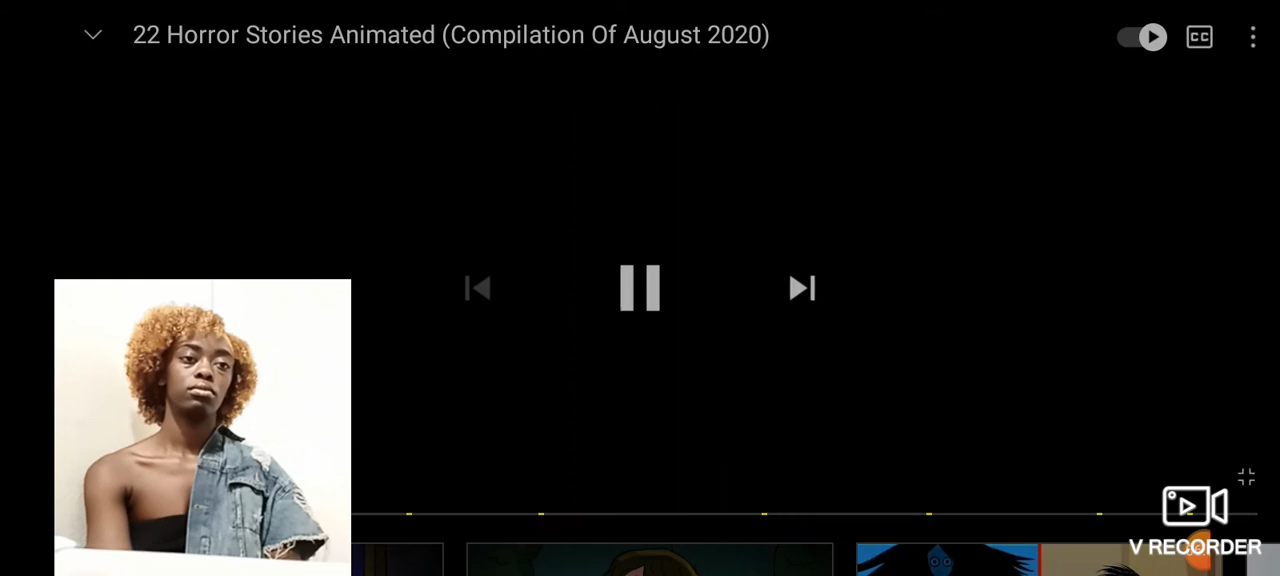 22 Horror Stories Animated (Compilation Of August 2020)
CC
V RECORDER